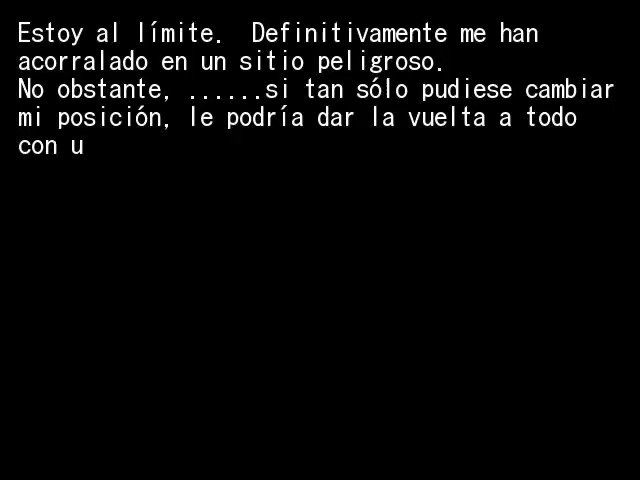 Estoy al límite.  Definitivamente me han
acorralado en un sitio peligroso.
No obstante, ......si tan sólo pudiese cambiar
mi posición, le podría dar la vuelta a todo
con u